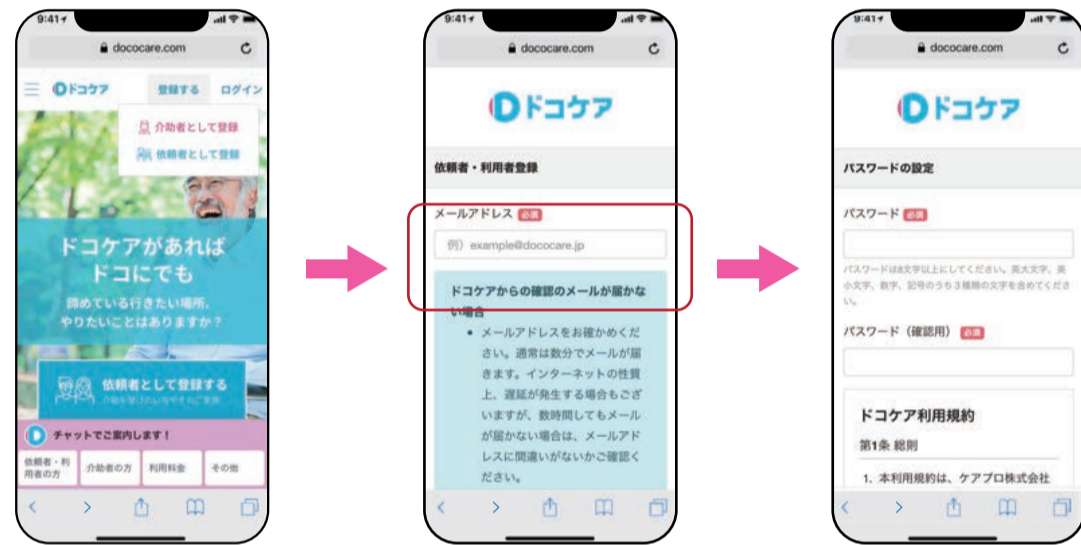 9:41
dococare.com
ドコケア
登録する
ログイン
介助者として登録
依頼者として登録
ドコケアがあれば
ドコにでも
諦めている行きたい場所、
やりたいことはありますか？
依頼者として登録する
チャットでご案内します！
依頼者・利
用者の方
介助者の方
利用料金
その他
9:41
dococare.com
ドコケア
依頼者・利用者登録
メールアドレス 必須
例）example@dococare.jp
ドコケアからの確認のメールが届かな
い場合
• メールアドレスをお確かめくだ
さい。通常は数分でメールが届
きます。インターネットの性質
上、遅延が発生する場合もござ
いますが、数時間してもメール
が届かない場合は、メールアド
レスに間違いがないかご確認く
ださい。
9:41
dococare.com
ドコケア
パスワードの設定
パスワード 必須
パスワードは8文字以上にしてください。英大文字、英
小文字、数字、記号のうち3種類の文字を含めてくださ
い。
パスワード（確認用） 必須
ドコケア利用規約
第1条 総則
1. 本利用規約は、ケアプロ株式会社